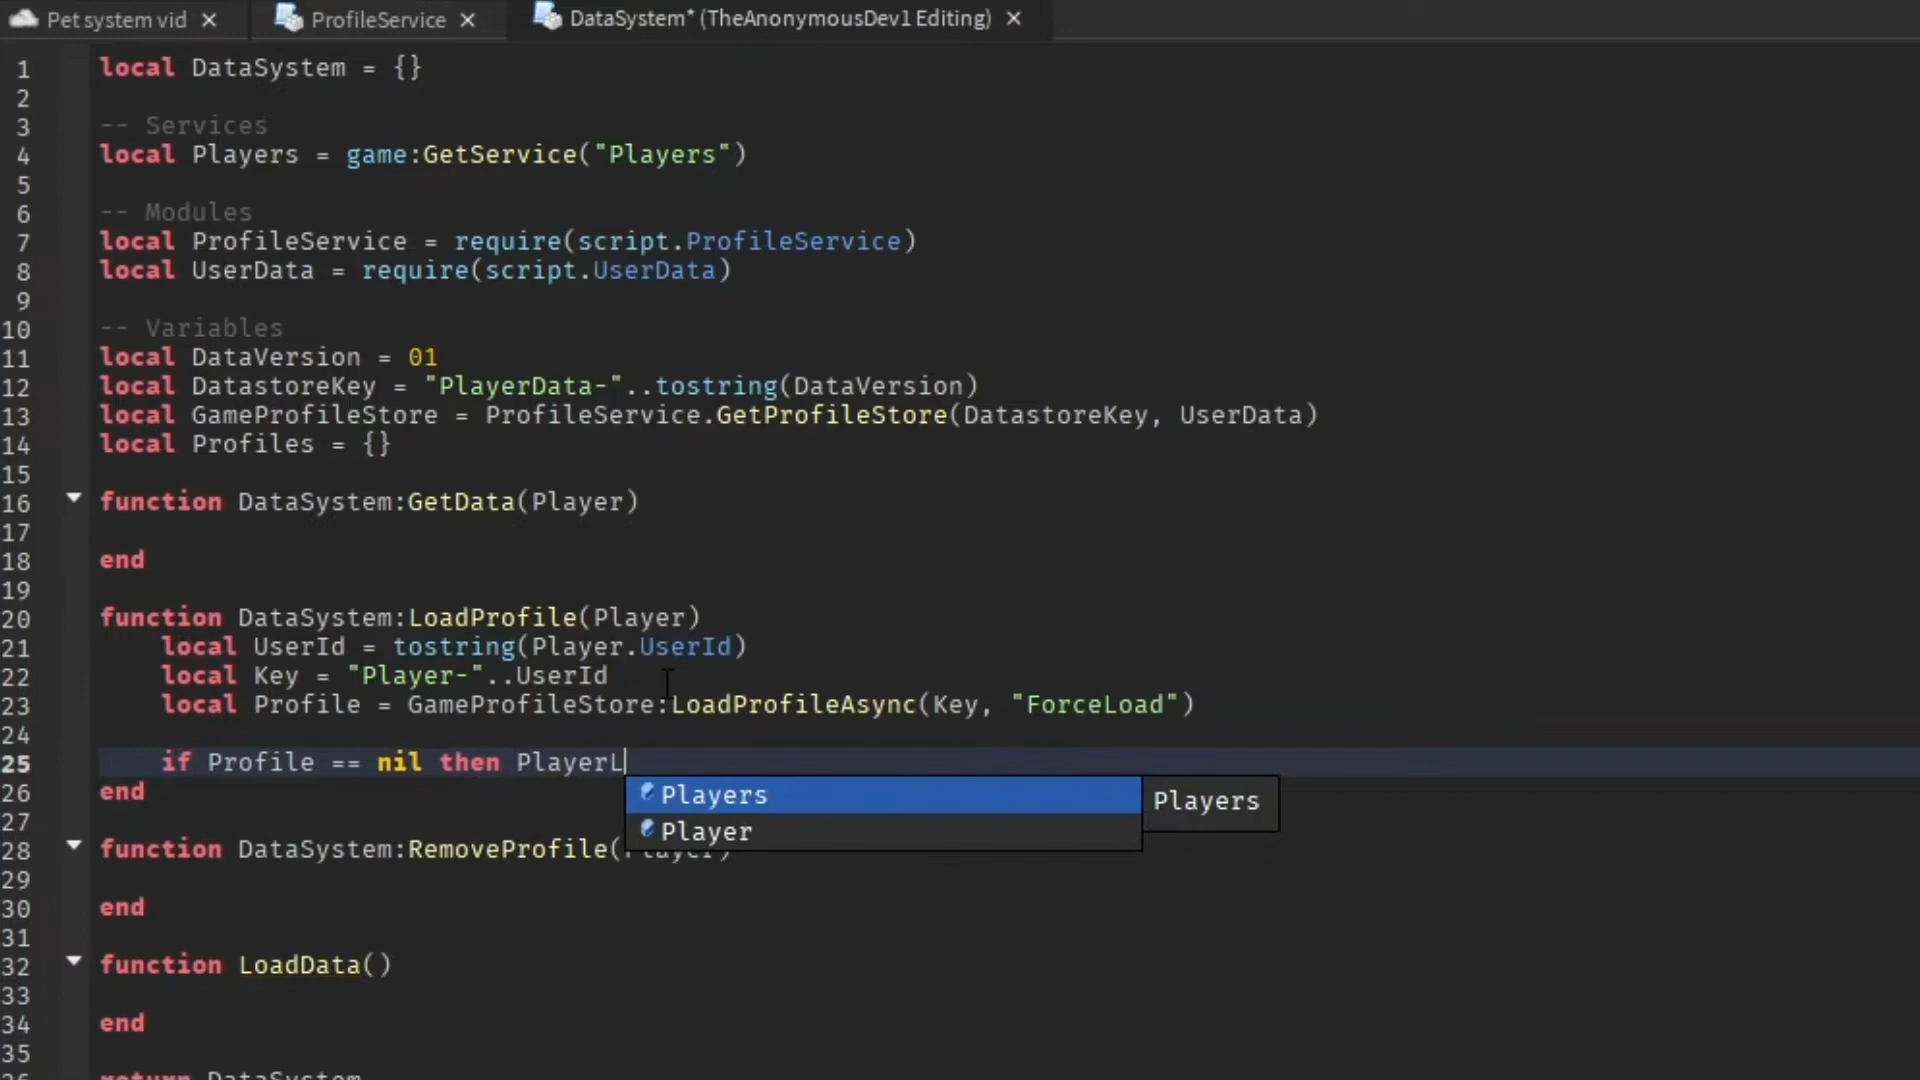 Pet system vid × ProfileService × DataSystem* (TheAnonymousDev1 Editing) ×
1 local DataSystem = {}
2
3 -- Services
4 local Players = game:GetService("Players")
5
6 -- Modules
7 local ProfileService = require(script.ProfileService)
8 local UserData = require(script.UserData)
9
10 -- Variables
11 local DataVersion = 01
12 local DatastoreKey = "PlayerData-"..tostring(DataVersion)
13 local GameProfileStore = ProfileService.GetProfileStore(DatastoreKey, UserData)
14 local Profiles = {}
15
16 function DataSystem:GetData(Player)
17
18 end
19
20 function DataSystem:LoadProfile(Player)
21 local UserId = tostring(Player.UserId)
22 local Key = "Player-"..UserId
23 local Profile = GameProfileStore:LoadProfileAsync(Key, "ForceLoad")
24
25 if Profile == nil then PlayerL
26 end
Players Players
27
Player
28 function DataSystem:RemoveProfile(Player)
29
30 end
31
32 function LoadData()
33
34 end
35
return DataSystem